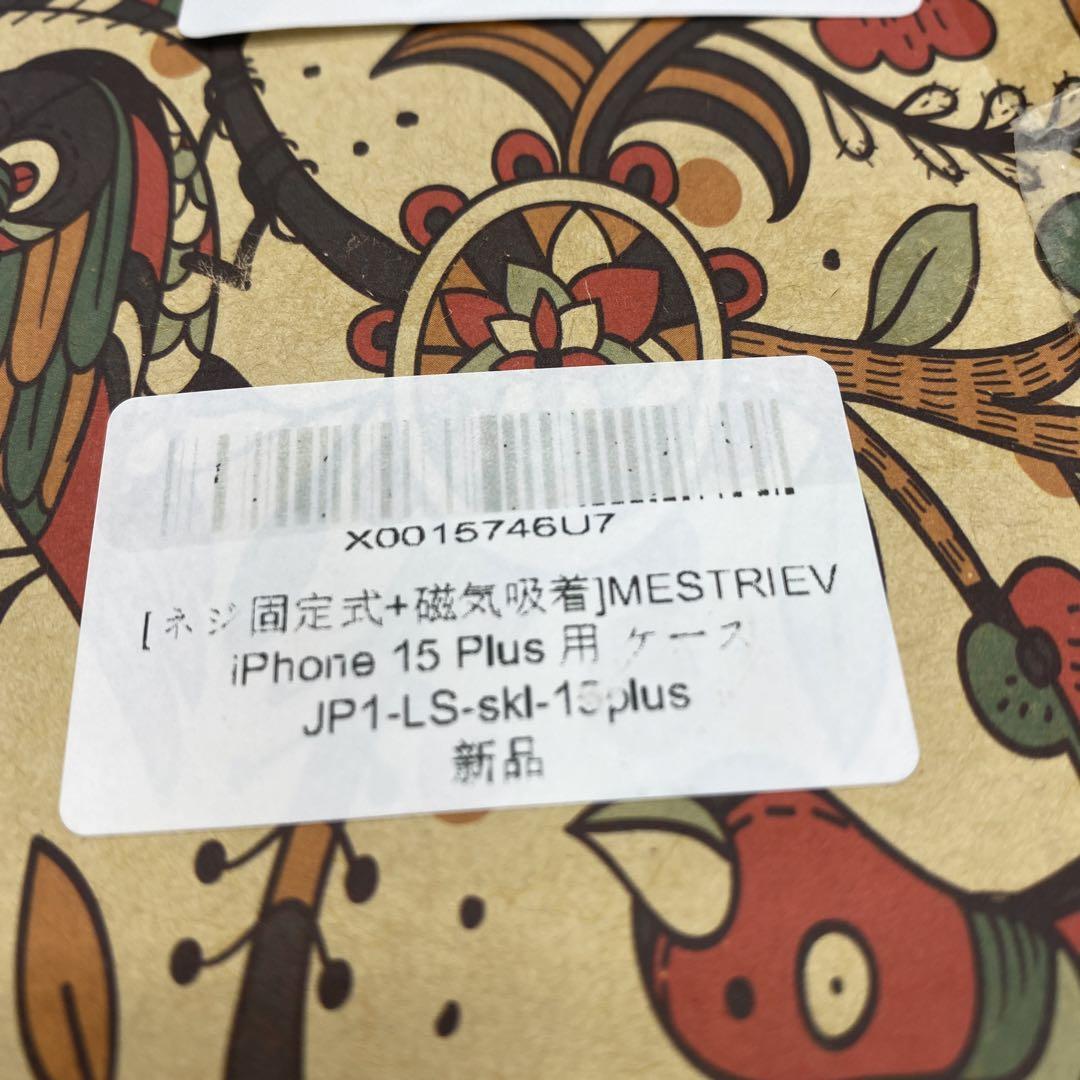 X0015746U7
[ネジ固定式+磁気吸着]MESTRIEV
iPhone 15 Plus 用 ケース
JP1-LS-skl-15plus
新品